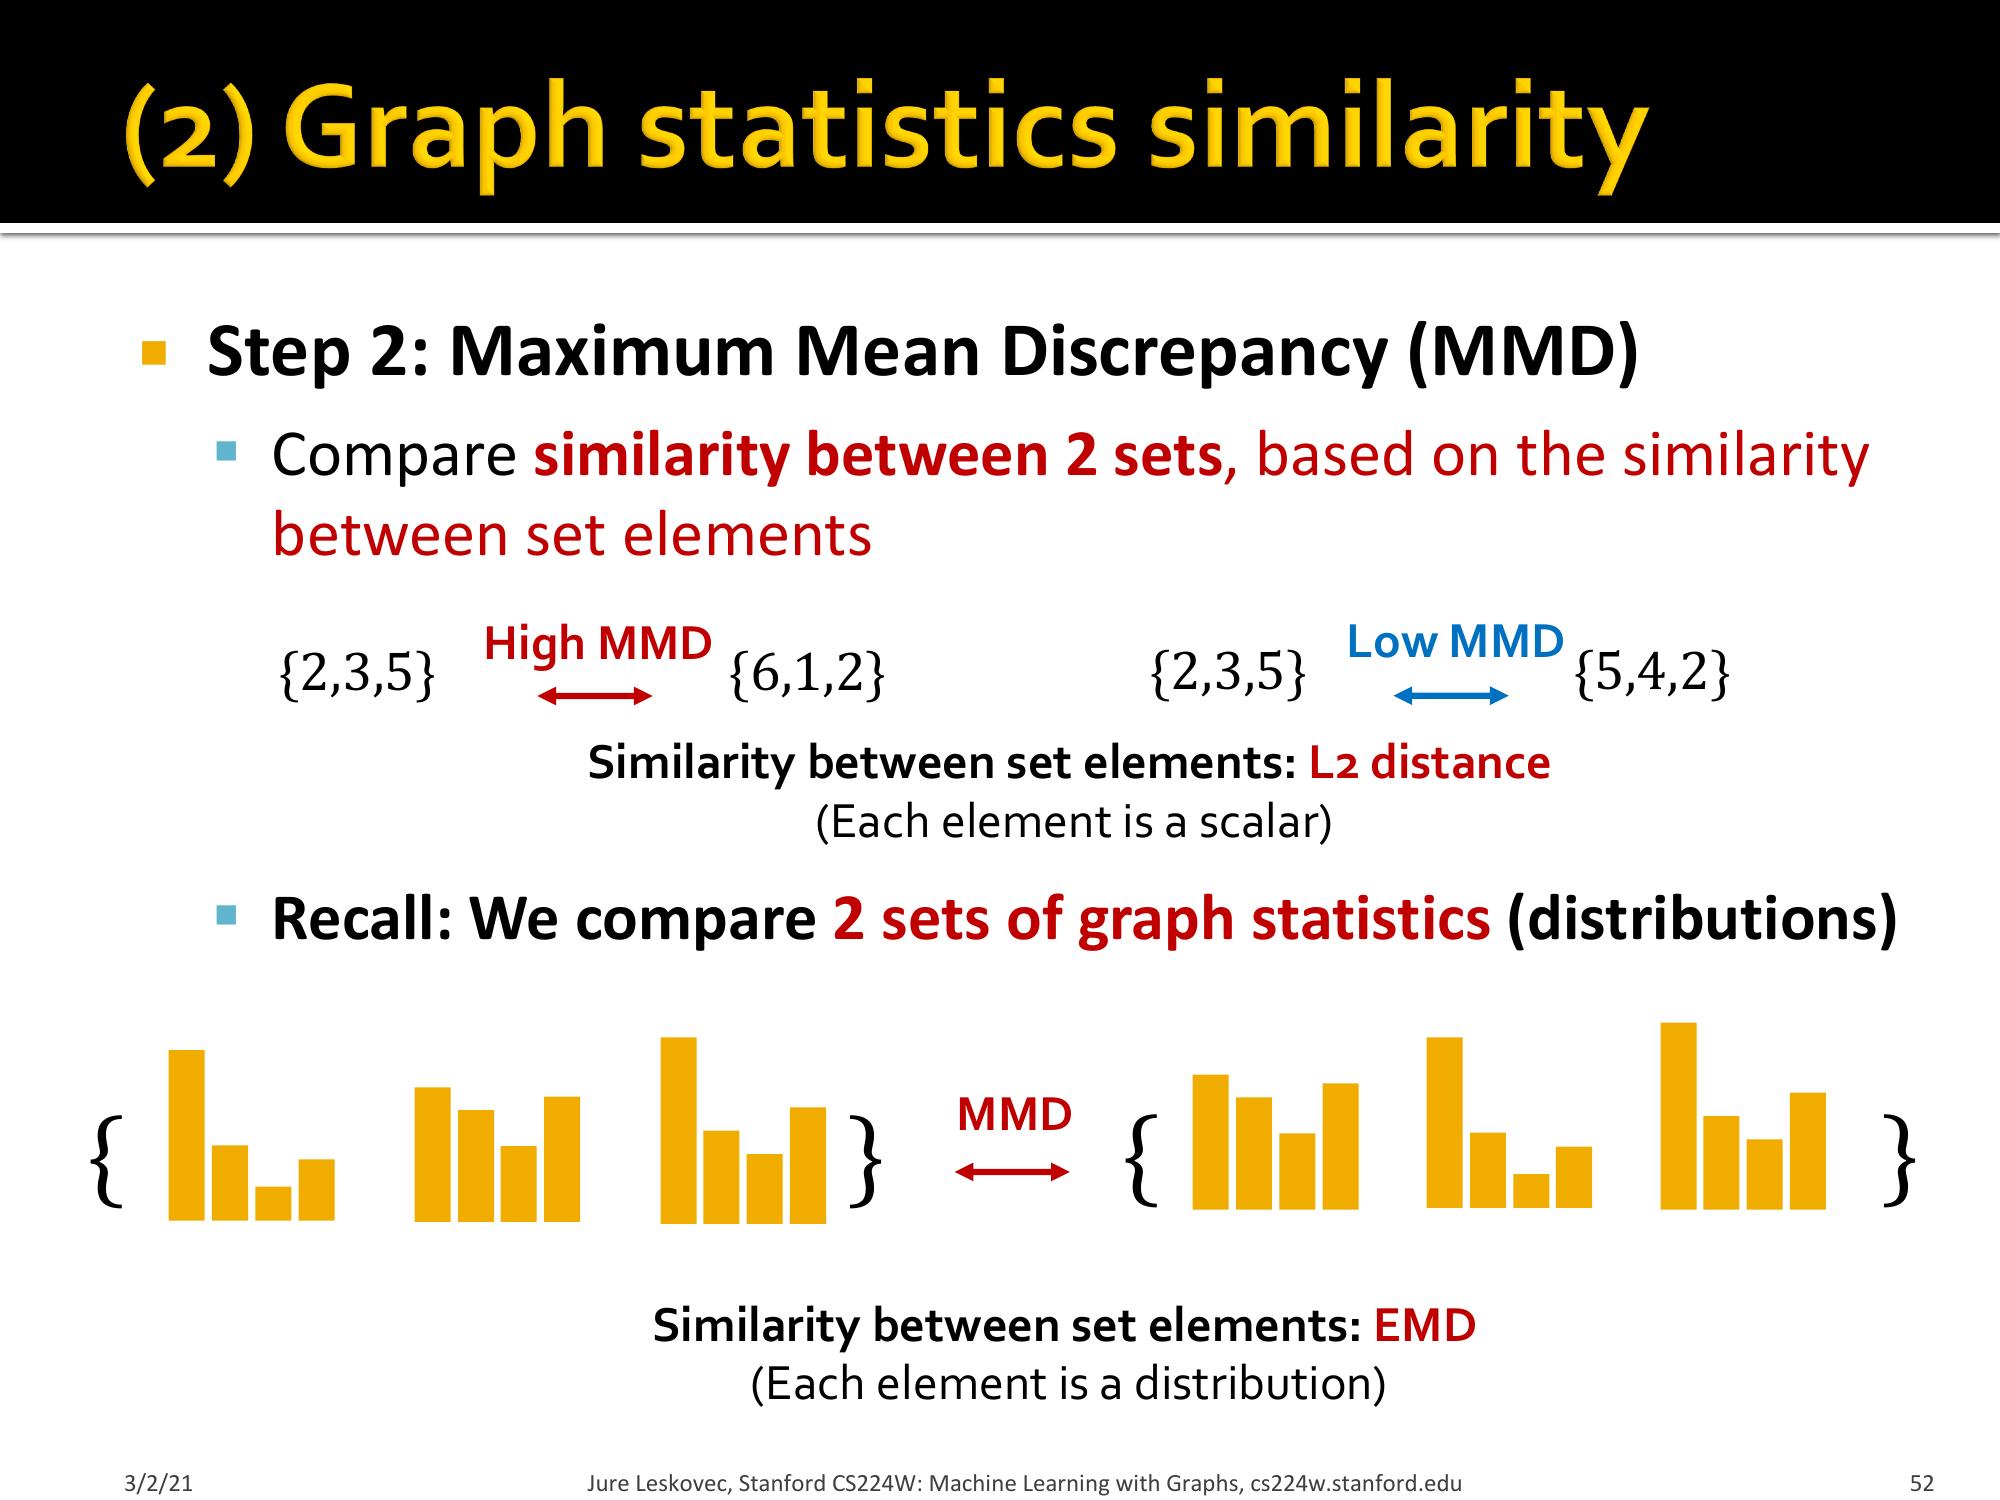 (2) Graph statistics similarity
Step 2: Maximum Mean Discrepancy (MMD)
Compare similarity between 2 sets, based on the similarity
between set elements
{2,3,5} High MMD {6,1,2} {2,3,5} Low MMD {5,4,2}
Similarity between set elements: L2 distance
(Each element is a scalar)
Recall: We compare 2 sets of graph statistics (distributions)
{ } MMD { }
Similarity between set elements: EMD
(Each element is a distribution)
3/2/21 Jure Leskovec, Stanford CS224W: Machine Learning with Graphs, cs224w.stanford.edu 52